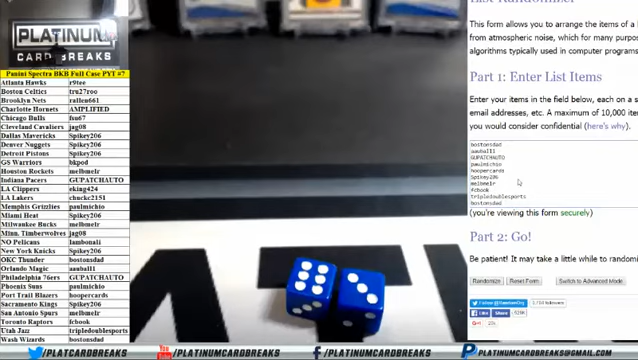 PLATINUM
CARD BREAKS
Panini Spectra BKB Full Case PYT #7
Atlanta Hawks r9tee
Boston Celtics tru27roo
Brooklyn Nets rallen661
Charlotte Hornets AMPLIFIED
Chicago Bulls fsu67
Cleveland Cavaliers jag08
Dallas Mavericks Spikey206
Denver Nuggets Spikey206
Detroit Pistons Spikey206
GS Warriors bkpod
Houston Rockets melbmelr
Indiana Pacers GUPATCHAUTO
LA Clippers eking424
LA Lakers chuckc2151
Memphis Grizzlies paulmichio
Miami Heat Spikey206
Milwaukee Bucks melbmelr
Minn. Timberwolves jag08
NO Pelicans lambonali
New York Knicks Spikey206
OKC Thunder bostonsdad
Orlando Magic aaball1
Philadelphia 76ers GUPATCHAUTO
Phoenix Suns paulmichio
Port Trail Blazers hoopercards
Sacramento Kings Spikey206
San Antonio Spurs melbmelr
Toronto Raptors fcbook
Utah Jazz tripledoublesports
Wash Wizards bostonsdad
List Randomizer
This form allows you to arrange the items of a
from atmospheric noise, which for many purpos
algorithms typically used in computer programs
Part 1: Enter List Items
Enter your items in the field below, each on a s
email addresses, etc. A maximum of 10,000 iter
you would consider confidential (here's why).
bostonsdad
aaball1
GUPATCHAUTO
paulmichio
hoopercards
Spikey206
melbmelr
fcbook
tripledoublesports
bostonsdad
(you're viewing this form securely)
Part 2: Go!
Be patient! It may take a little while to randomi
Randomize Reset Form Switch to Advanced Mode
Like Share
/PLATCARDBREAKS /PLATINUMCARDBREAKS /PLATCARDBREAKS PLATINUMCARDBREAKS@GMAIL.COM